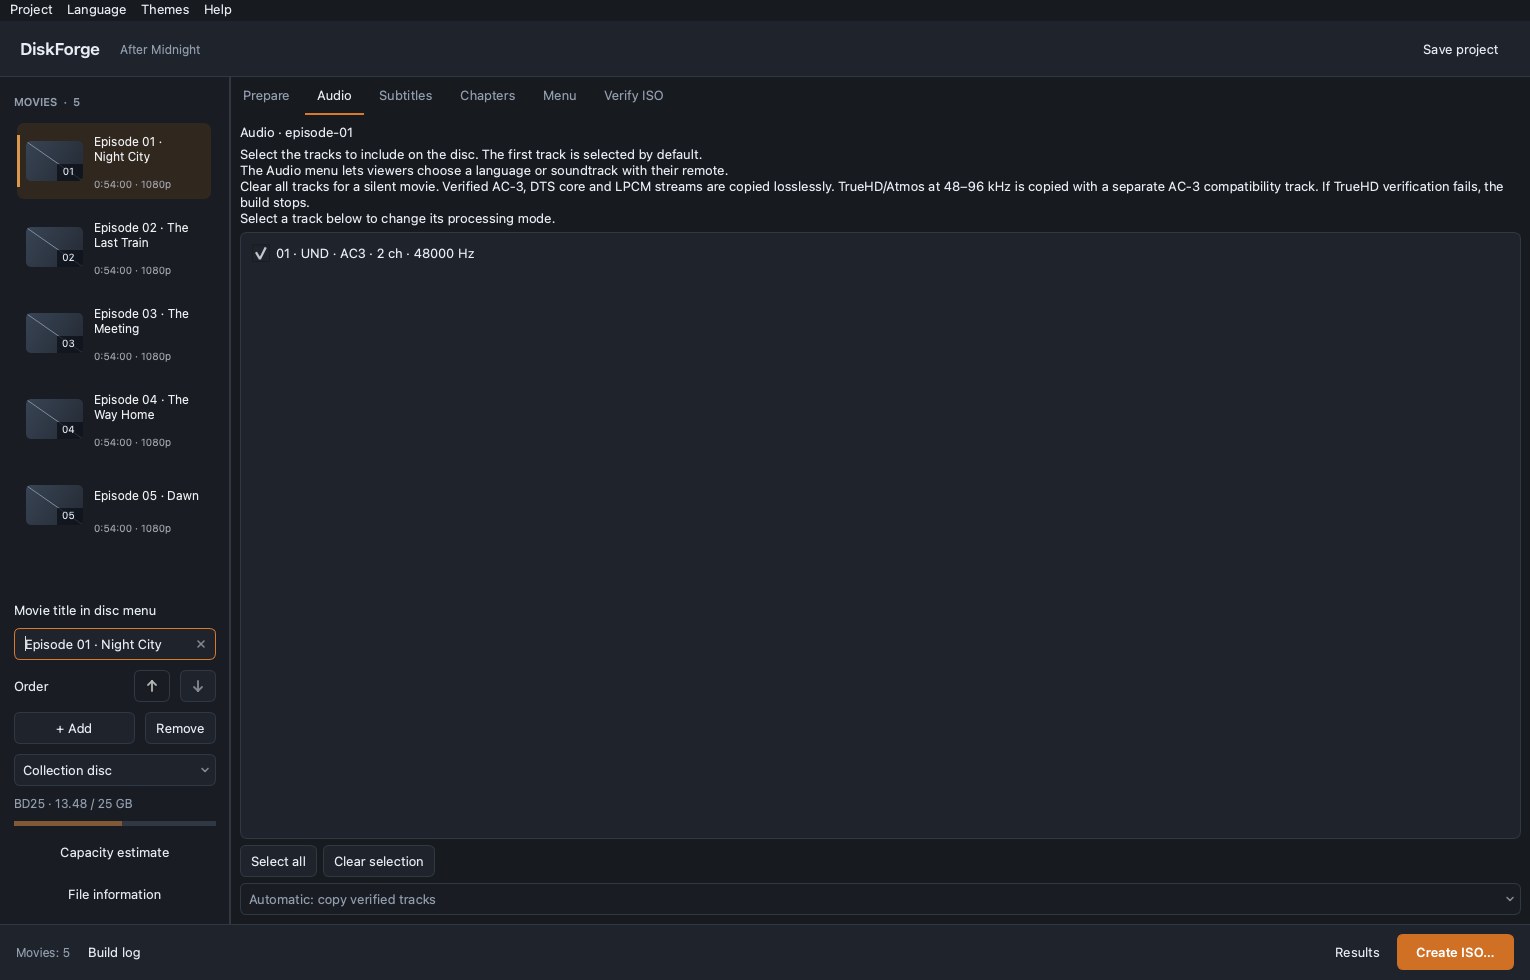 Project Language Themes Help
DiskForge After Midnight Save project
MOVIES · 5
Episode 01 ·
Night City
01
0:54:00 · 1080p
Episode 02 · The
Last Train
02
0:54:00 · 1080p
Episode 03 · The
Meeting
03
0:54:00 · 1080p
Episode 04 · The
Way Home
04
0:54:00 · 1080p
Episode 05 · Dawn
05
0:54:00 · 1080p
Movie title in disc menu
Episode 01 · Night City
Order
+ Add Remove
Collection disc
BD25 · 13.48 / 25 GB
Capacity estimate
File information
Prepare Audio Subtitles Chapters Menu Verify ISO
Audio · episode-01
Select the tracks to include on the disc. The first track is selected by default.
The Audio menu lets viewers choose a language or soundtrack with their remote.
Clear all tracks for a silent movie. Verified AC-3, DTS core and LPCM streams are copied losslessly. TrueHD/Atmos at 48–96 kHz is copied with a separate AC-3 compatibility track. If TrueHD verification fails, the
build stops.
Select a track below to change its processing mode.
01 · UND · AC3 · 2 ch · 48000 Hz
Select all Clear selection
Automatic: copy verified tracks
Movies: 5 Build log Results Create ISO...